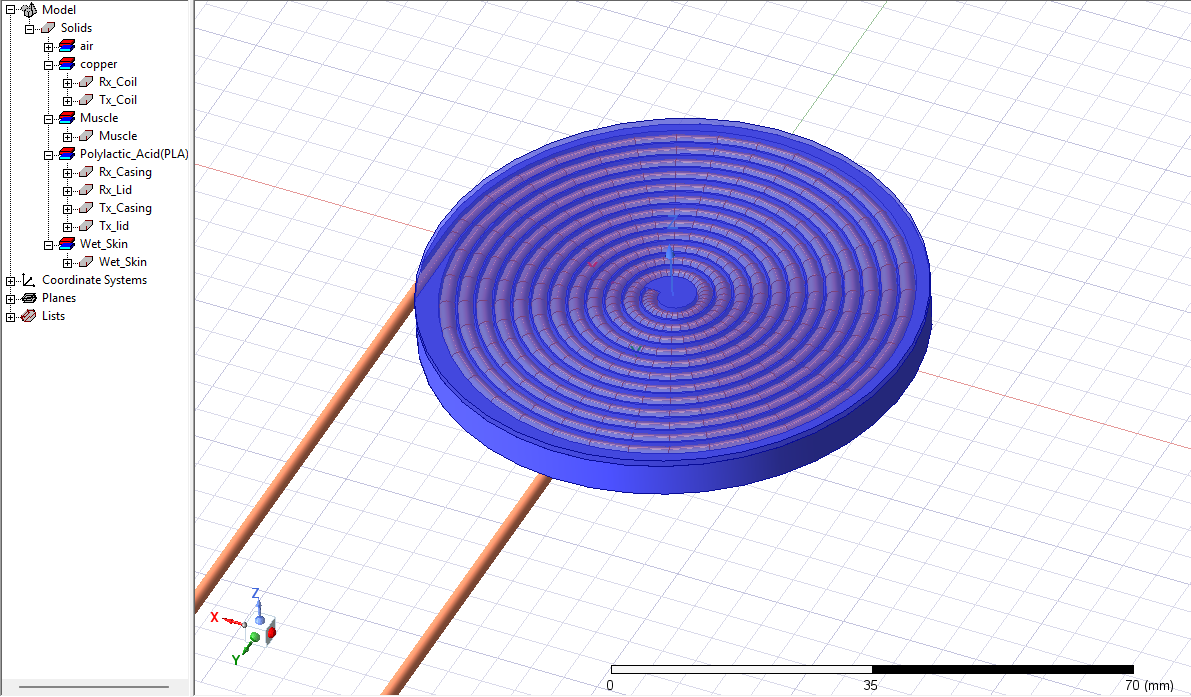 Model
Solids
air
copper
Rx_Coil
Tx_Coil
Muscle
Muscle
Polylactic_Acid(PLA)
Rx_Casing
Rx_Lid
Tx_Casing
Tx_lid
Wet_Skin
Wet_Skin
Coordinate Systems
Planes
Lists
Z
X
Y
0 35 70 (mm)